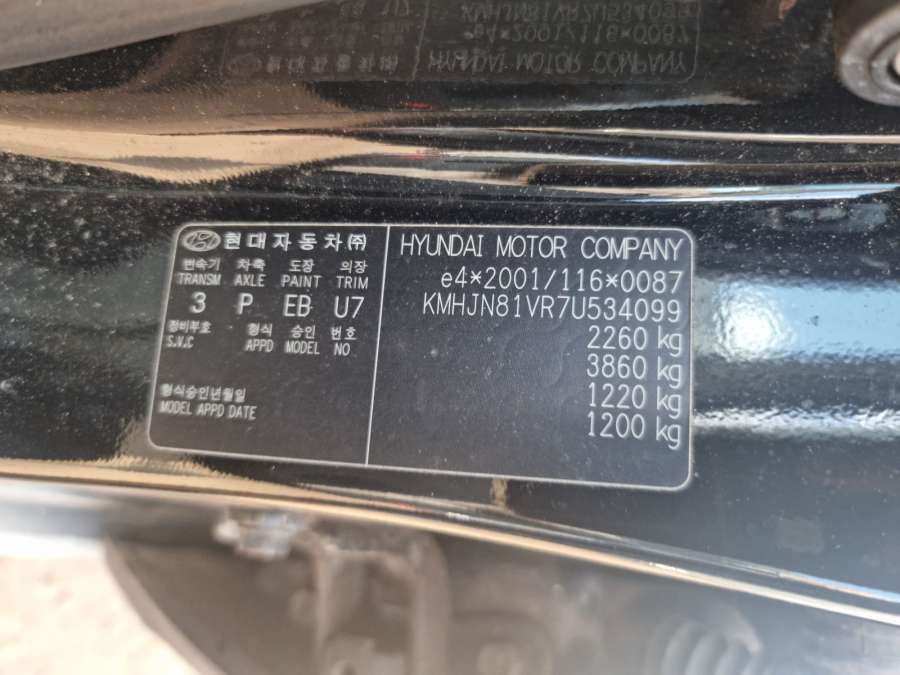 현대자동차㈜
변속기 차축 도장 의장
TRANSM AXLE PAINT TRIM
3 P EB U7
정비부호 형식 승인 번호
S.V.C APPD MODEL NO
형식승인년월일
MODEL APPD DATE
HYUNDAI MOTOR COMPANY
e4*2001/116*0087
KMHJN81VR7U534099
2260 kg
3860 kg
1220 kg
1200 kg